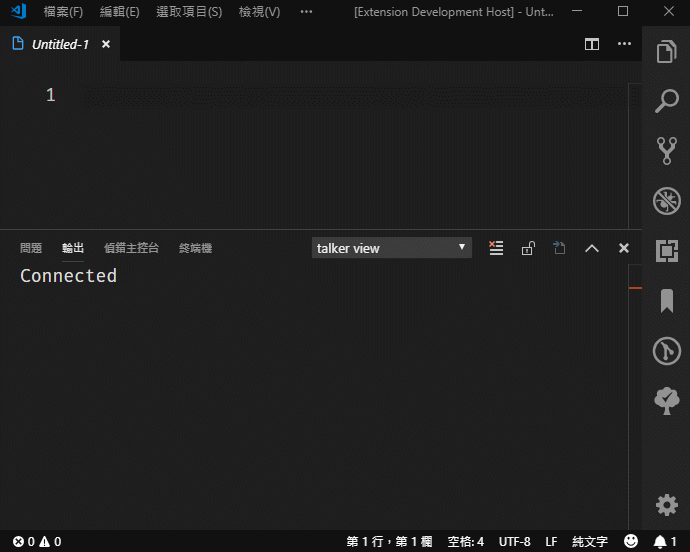 檔案(F) 編輯(E) 選取項目(S) 檢視(V) ··· [Extension Development Host] - Unt...
Untitled-1
1
問題 輸出 偵錯主控台 終端機 talker view
Connected
0 0 第 1 行，第 1 欄 空格: 4 UTF-8 LF 純文字 1